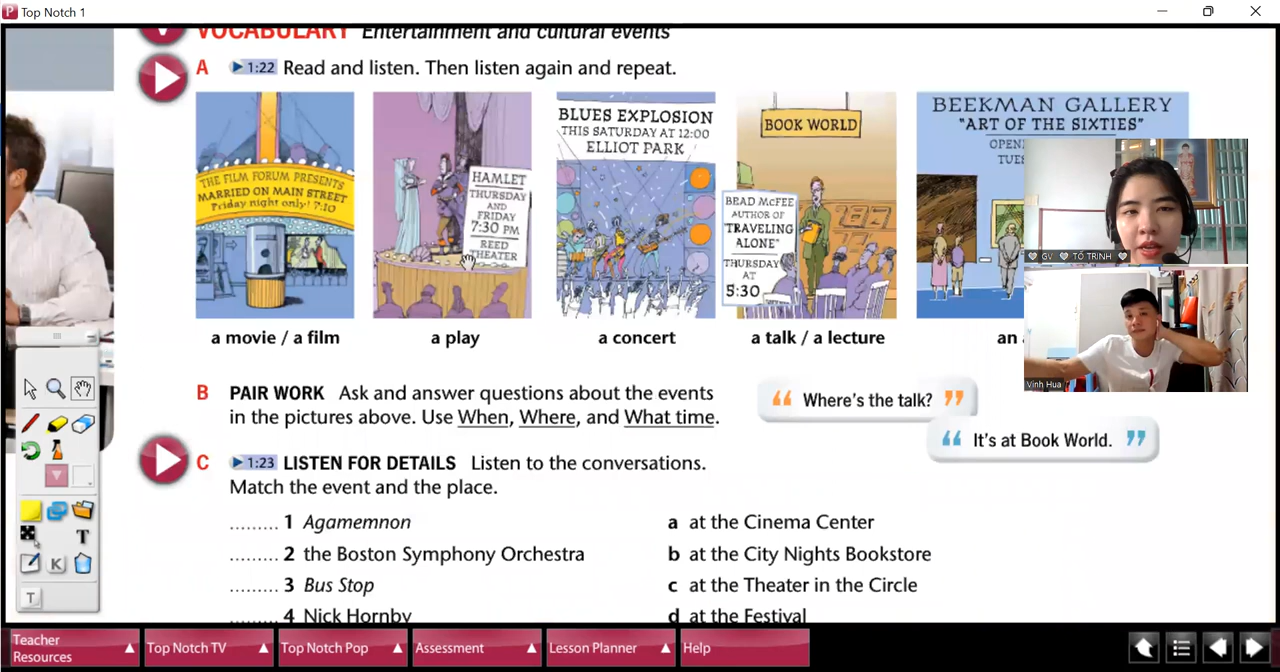 Top Notch 1
VOCABULARY Entertainment and cultural events
A 1:22 Read and listen. Then listen again and repeat.
THE FILM FORUM PRESENTS
MARRIED ON MAIN STREET
Friday night only! 7:10
HAMLET
THURSDAY
AND
FRIDAY
7:30 PM
REED
THEATER
BLUES EXPLOSION
THIS SATURDAY AT 12:00
ELLIOT PARK
BOOK WORLD
BRAD McFEE
AUTHOR OF
"TRAVELING
ALONE"
THURSDAY
AT
5:30
BEEKMAN GALLERY
"ART OF THE SIXTIES"
a movie / a film
a play
a concert
a talk / a lecture
an
GV TỐ TRINH
Vinh Hua
B PAIR WORK Ask and answer questions about the events
in the pictures above. Use When, Where, and What time.
Where's the talk?
It's at Book World.
C 1:23 LISTEN FOR DETAILS Listen to the conversations.
Match the event and the place.
......... 1 Agamemnon
......... 2 the Boston Symphony Orchestra
......... 3 Bus Stop
......... 4 Nick Hornby
a at the Cinema Center
b at the City Nights Bookstore
c at the Theater in the Circle
d at the Festival
T
K
T
Teacher
Resources
Top Notch TV
Top Notch Pop
Assessment
Lesson Planner
Help